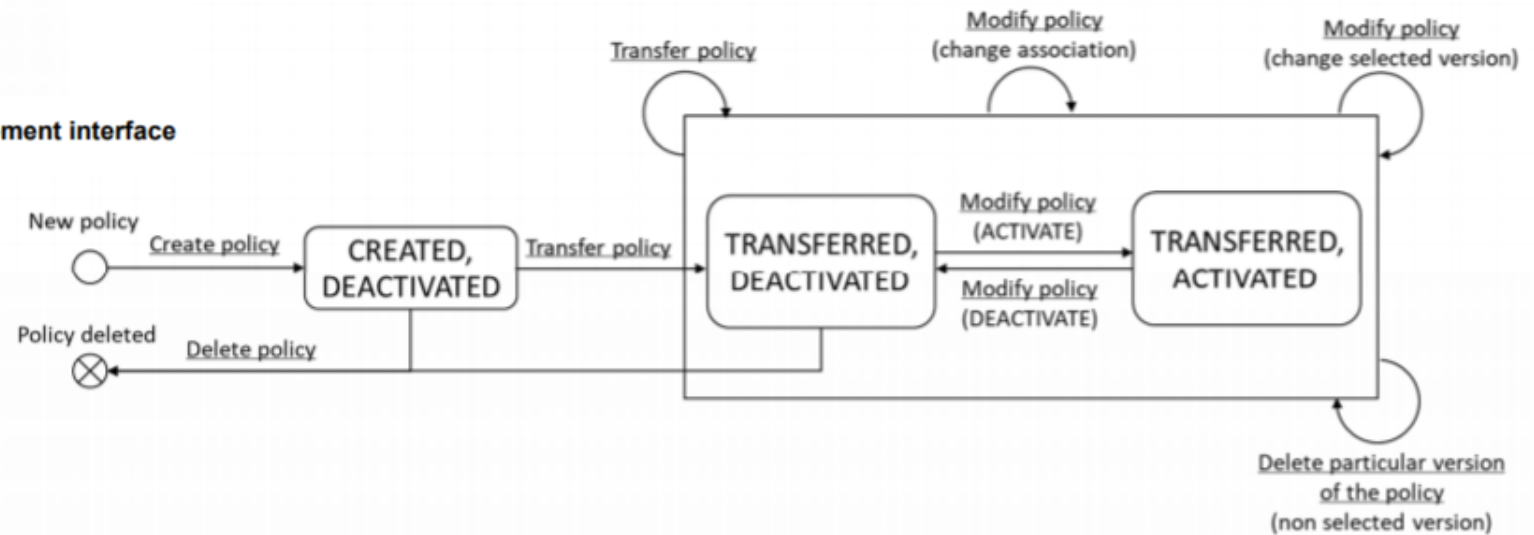 Modify policy
(change association)
Modify policy
(change selected version)
Transfer policy
ment interface
New policy
Create policy
CREATED,
DEACTIVATED
Transfer policy
TRANSFERRED,
DEACTIVATED
Modify policy
(ACTIVATE)
Modify policy
(DEACTIVATE)
TRANSFERRED,
ACTIVATED
Policy deleted
Delete policy
Delete particular version
of the policy
(non selected version)